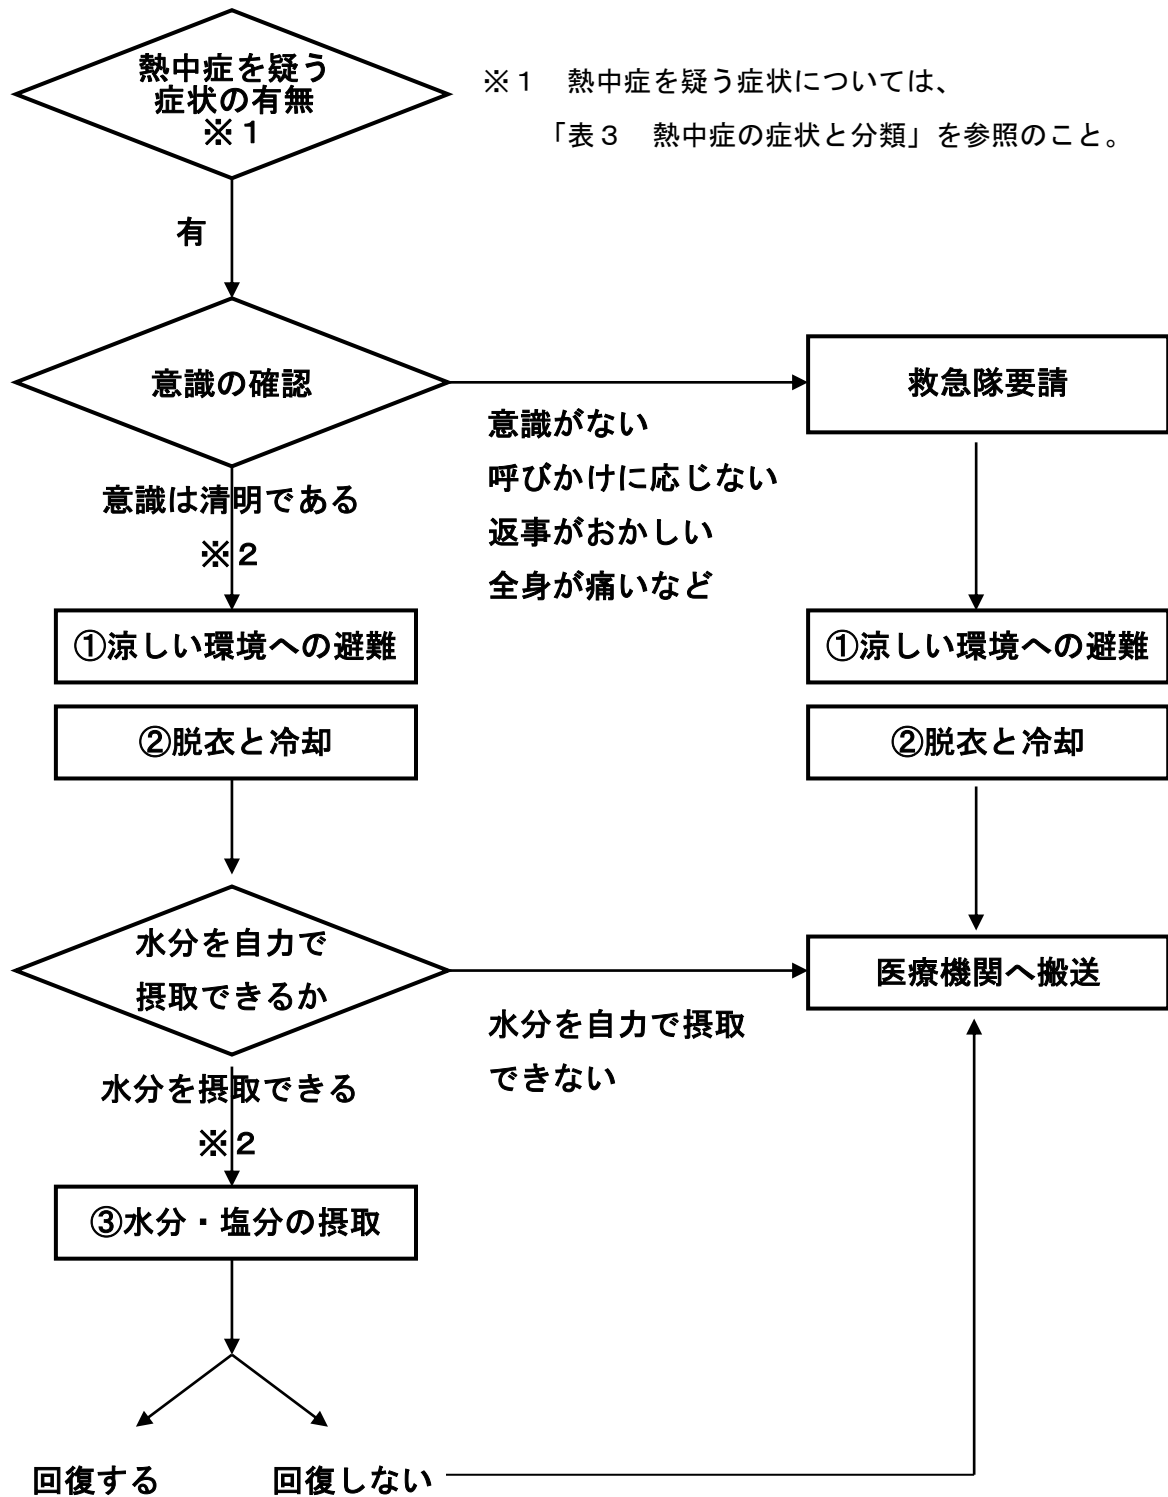 熱中症を疑う
症状の有無
※１
※１　熱中症を疑う症状については、
「表３　熱中症の症状と分類」を参照のこと。
有
意識の確認
救急隊要請
意識がない
呼びかけに応じない
返事がおかしい
全身が痛いなど
意識は清明である
※２
①涼しい環境への避難
①涼しい環境への避難
②脱衣と冷却
②脱衣と冷却
水分を自力で
摂取できるか
医療機関へ搬送
水分を自力で摂取
できない
水分を摂取できる
※２
③水分・塩分の摂取
回復する
回復しない